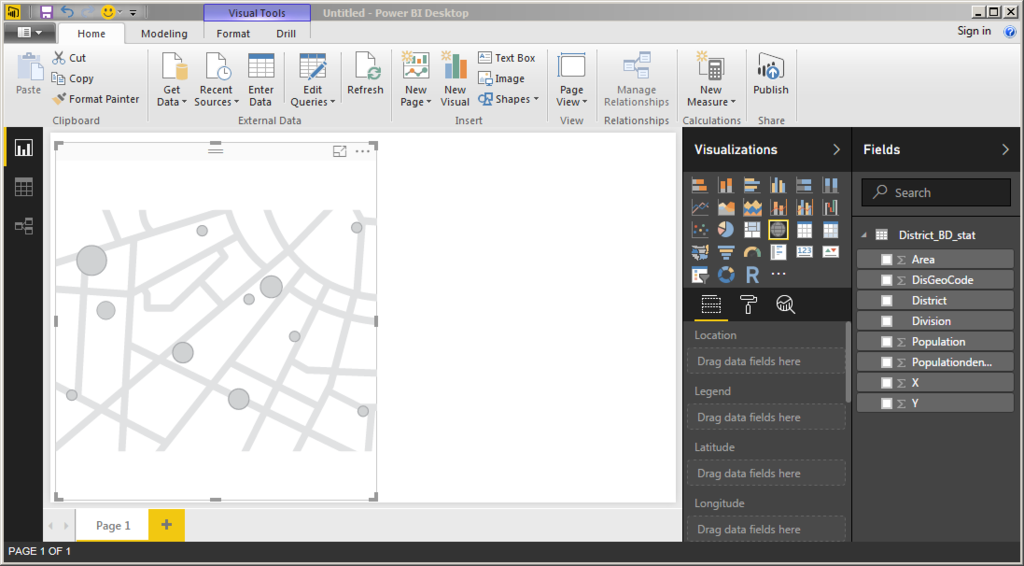 Visual Tools
Untitled - Power BI Desktop
Home
Modeling
Format
Drill
Sign in
Paste
Cut
Copy
Format Painter
Clipboard
Get
Data
Recent
Sources
Enter
Data
Edit
Queries
Refresh
External Data
New
Page
New
Visual
Text Box
Image
Shapes
Insert
Page
View
View
Manage
Relationships
Relationships
New
Measure
Calculations
Publish
Share
Visualizations
123
R
Location
Drag data fields here
Legend
Drag data fields here
Latitude
Drag data fields here
Longitude
Drag data fields here
Fields
Search
District_BD_stat
Σ Area
Σ DisGeoCode
District
Division
Σ Population
Σ Populationden...
Σ X
Σ Y
Page 1
PAGE 1 OF 1